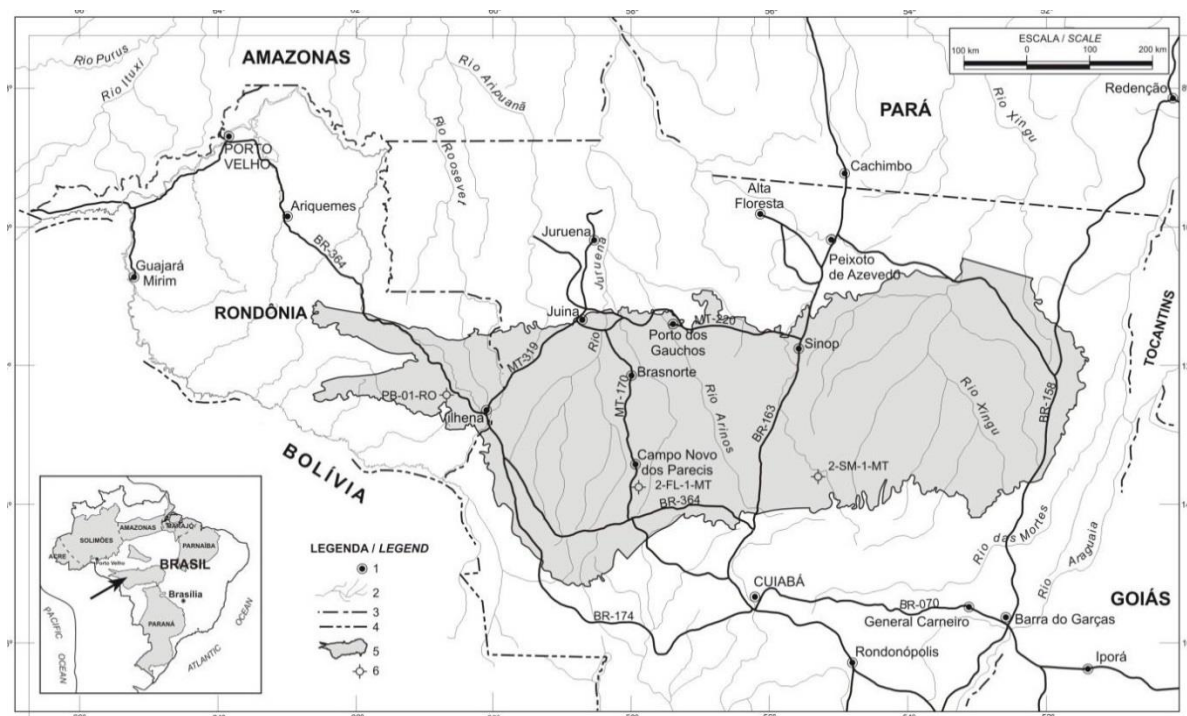 ESCALA / SCALE
100 km 0 100 200 km
AMAZONAS
Rio Purus
Rio Ituxi
Rio Aripuanã
Rio Roosevelt
PARÁ
Rio Xingu
Redenção
PORTO
VELHO
Cachimbo
Alta
Floresta
Ariquemes
BR-364
Juruena
Rio Juruena
Peixoto
de Azevedo
Guajará
Mirim
RONDÔNIA
Juina
MT-220
Porto dos
Gauchos
Sinop
TOCANTINS
MT-319
Brasnorte
MT-170
Rio Arinos
BR-163
Rio Xingu
BR-158
PB-01-RO
Vilhena
BOLÍVIA
Campo Novo
dos Parecis
2-FL-1-MT
2-SM-1-MT
BR-364
Rio das Mortes
Rio Araguaia
LEGENDA / LEGEND
1
2
3
4
5
6
CUIABÁ
BR-174
BR-070
General Carneiro
Barra do Garças
GOIÁS
Rondonópolis
Iporá
SOLIMÕES
AMAZONAS
MARAJÓ
PARNAÍBA
ACRE
Porto Velho
BRASIL
Brasília
PARANÁ
PACIFIC
OCEAN
ATLANTIC
OCEAN